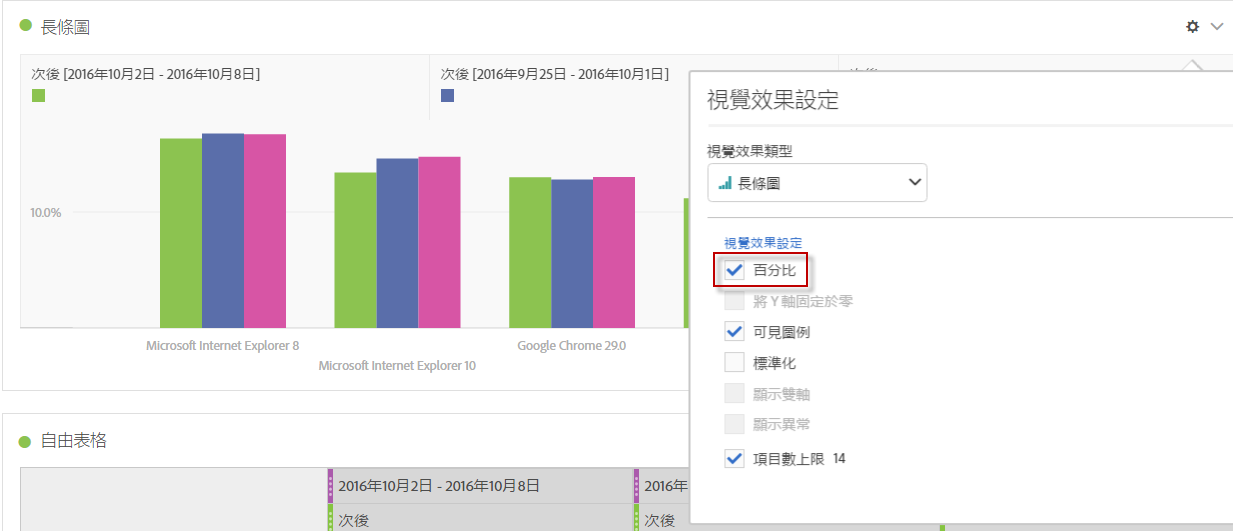 長條圖
次後 [2016年10月2日 - 2016年10月8日]
次後 [2016年9月25日 - 2016年10月1日]
10.0%
Microsoft Internet Explorer 8
Microsoft Internet Explorer 10
Google Chrome 29.0
視覺效果設定
視覺效果類型
長條圖
視覺效果設定
百分比
將 Y 軸固定於零
可見圖例
標準化
顯示雙軸
顯示異常
項目數上限 14
自由表格
2016年10月2日 - 2016年10月8日
2016年
次後
次後